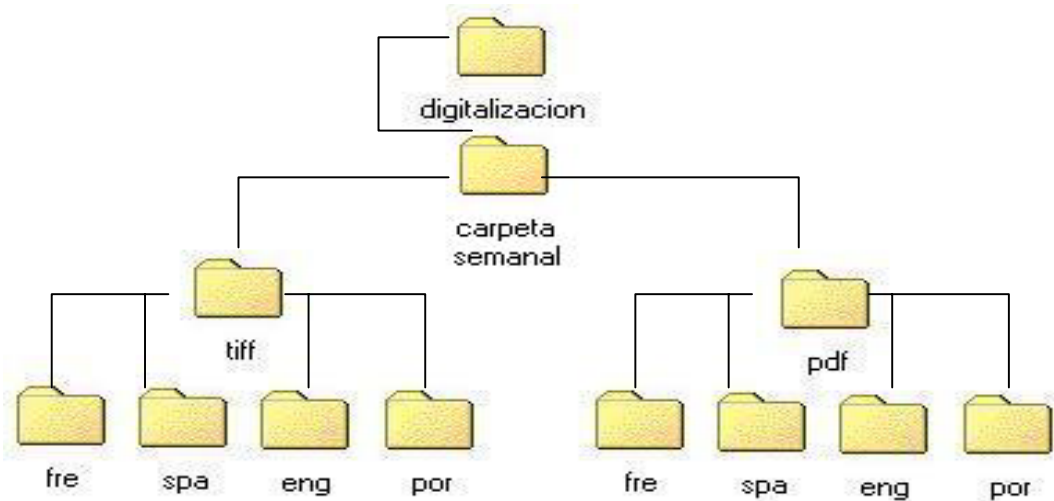 digitalizacion
carpeta
semanal
tiff
pdf
fre
spa
eng
por
fre
spa
eng
por